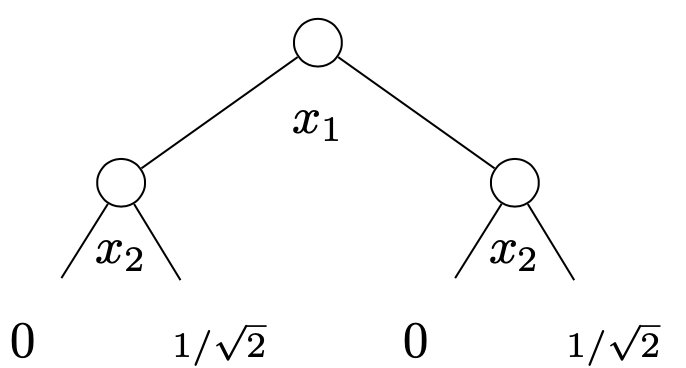 x₁
x₂ x₂
0 1/√2 0 1/√2